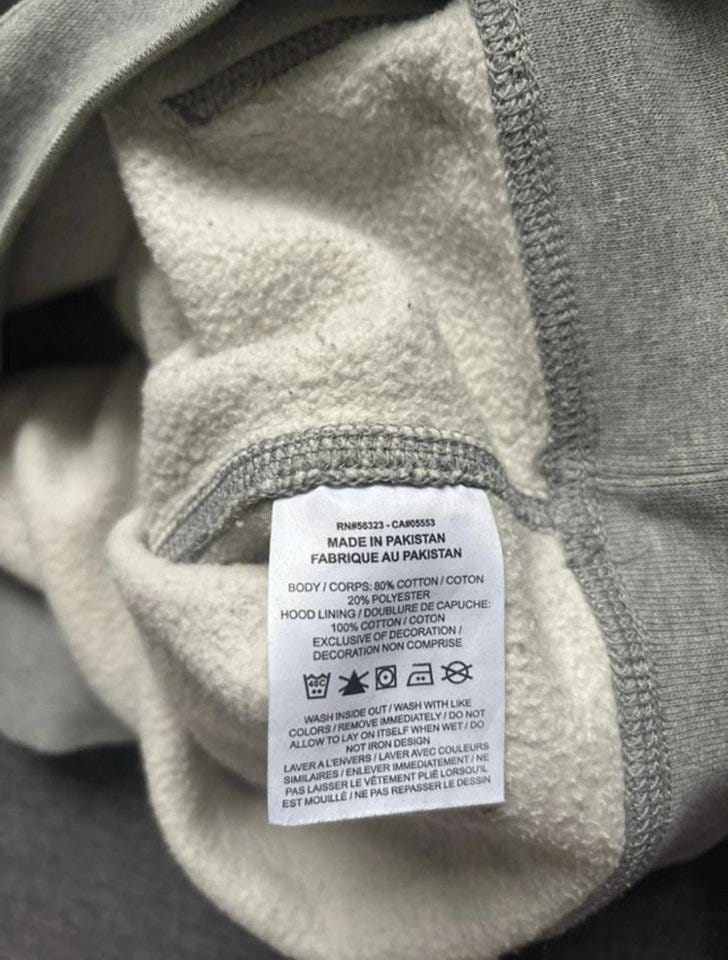 RN#56323 - CA#05553
MADE IN PAKISTAN
FABRIQUE AU PAKISTAN
BODY / CORPS: 80% COTTON / COTON
20% POLYESTER
HOOD LINING / DOUBLURE DE CAPUCHE:
100% COTTON / COTON
EXCLUSIVE OF DECORATION /
DECORATION NON COMPRISE
40C
WASH INSIDE OUT / WASH WITH LIKE
COLORS / REMOVE IMMEDIATELY / DO NOT
ALLOW TO LAY ON ITSELF WHEN WET / DO
NOT IRON DESIGN
LAVER A L'ENVERS / LAVER AVEC COULEURS
SIMILAIRES / ENLEVER IMMEDIATEMENT / NE
PAS LAISSER LE VÊTEMENT PLIÉ LORSQU'IL
EST MOUILLÉ / NE PAS REPASSER LE DESSIN